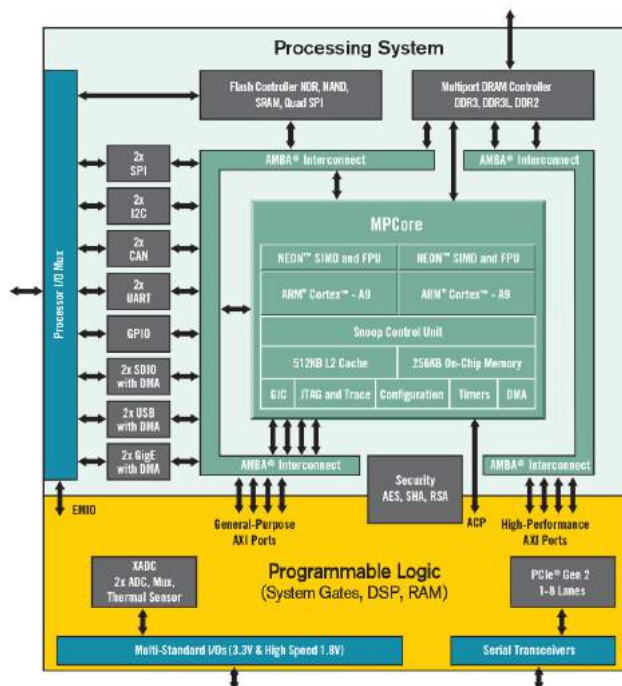 Processing System
Flash Controller NOR, NAND,
SRAM, Quad SPI
Multiport DRAM Controller
DDR3, DDR3L, DDR2
Processor I/O Mux
2x
SPI
2x
I2C
2x
CAN
2x
UART
GPIO
2x SDIO
with DMA
2x USB
with DMA
2x GigE
with DMA
AMBA® Interconnect
AMBA® Interconnect
MPCore
NEON™ SIMD and FPU
NEON™ SIMD and FPU
ARM® Cortex™ - A9
ARM® Cortex™ - A9
Snoop Control Unit
512KB L2 Cache
256KB On-Chip Memory
GIC
JTAG and Trace
Configuration
Timers
DMA
AMBA® Interconnect
AMBA® Interconnect
Security
AES, SHA, RSA
EMIO
General-Purpose
AXI Ports
ACP
High-Performance
AXI Ports
XADC
2x ADC, Mux,
Thermal Sensor
Programmable Logic
(System Gates, DSP, RAM)
PCIe® Gen 2
1-8 Lanes
Multi-Standard I/Os (3.3V & High Speed 1.8V)
Serial Transceivers